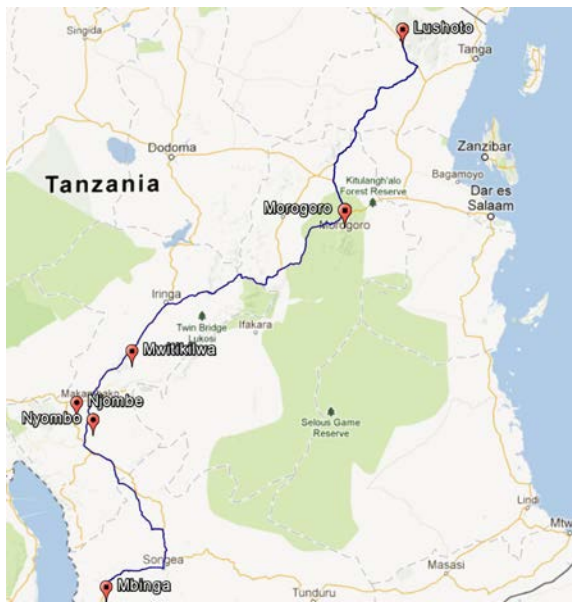 Lushoto
Singida
Tanga
Dodoma
Zanzibar
Kitulangh'alo
Forest Reserve
Bagamoyo
Tanzania
Dar es
Salaam
Morogoro
Morogoro
Iringa
Twin Bridge
Lukosi
Ifakara
Mwitikilwa
Makambako
Njombe
Nyombo
Selous Game
Reserve
Lindi
Mtw
Songea
Masasi
Mbinga
Tunduru